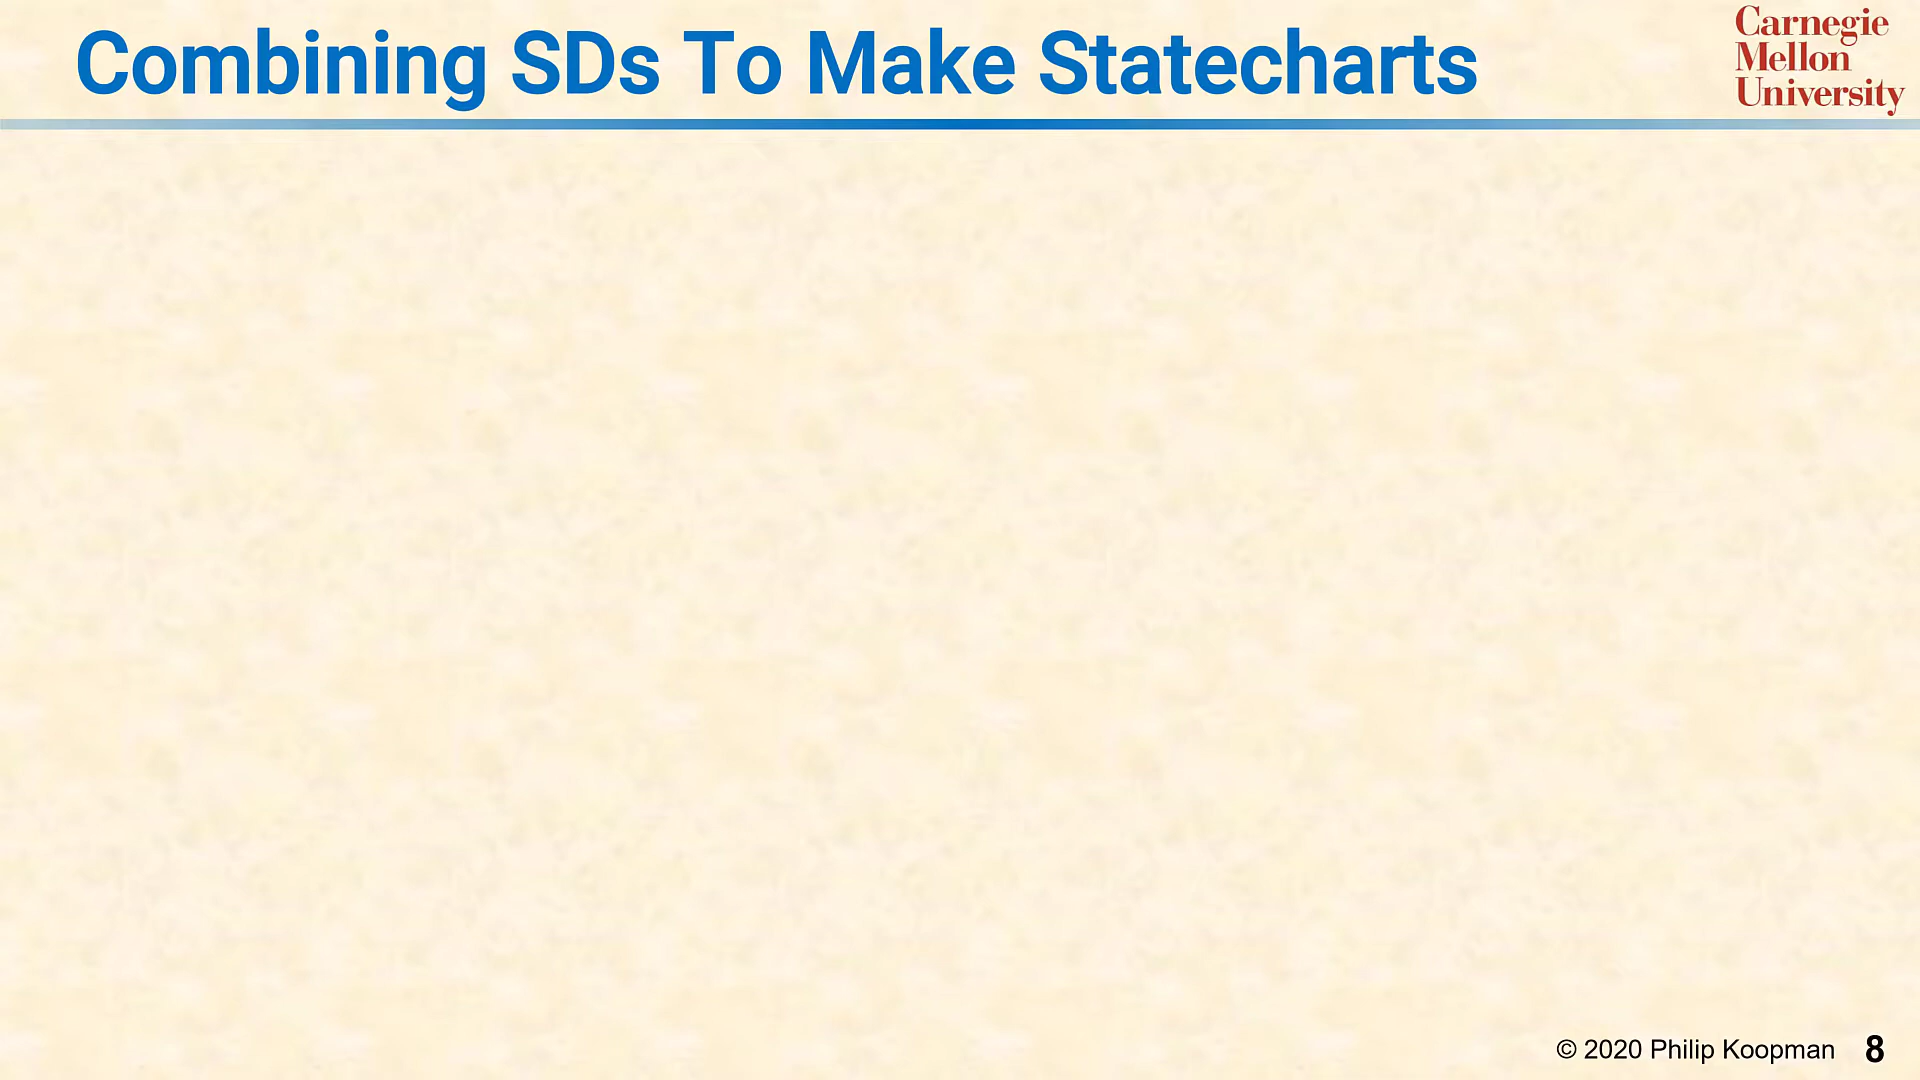 Combining SDs To Make Statecharts
Carnegie
Mellon
University
© 2020 Philip Koopman 8